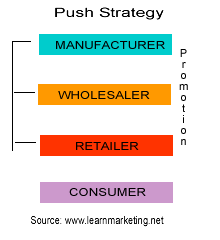 Push Strategy
MANUFACTURER
Promotion
WHOLESALER
RETAILER
CONSUMER
Source: www.learnmarketing.net